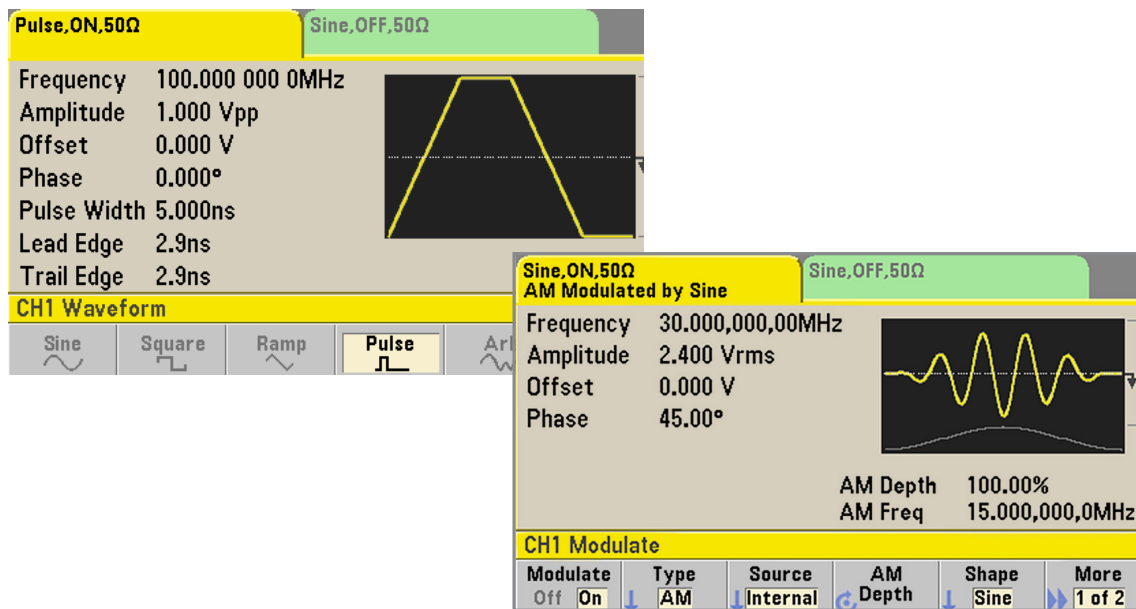 Pulse,ON,50Ω
Sine,OFF,50Ω
Frequency 100.000 000 0MHz
Amplitude 1.000 Vpp
Offset 0.000 V
Phase 0.000°
Pulse Width 5.000ns
Lead Edge 2.9ns
Trail Edge 2.9ns
CH1 Waveform
Sine Square Ramp Pulse
Sine,ON,50Ω
AM Modulated by Sine
Sine,OFF,50Ω
Frequency 30.000,000,00MHz
Amplitude 2.400 Vrms
Offset 0.000 V
Phase 45.00°
AM Depth 100.00%
AM Freq 15.000,000,0MHz
CH1 Modulate
Modulate Type Source AM Shape More
Off On AM Internal Depth Sine 1 of 2